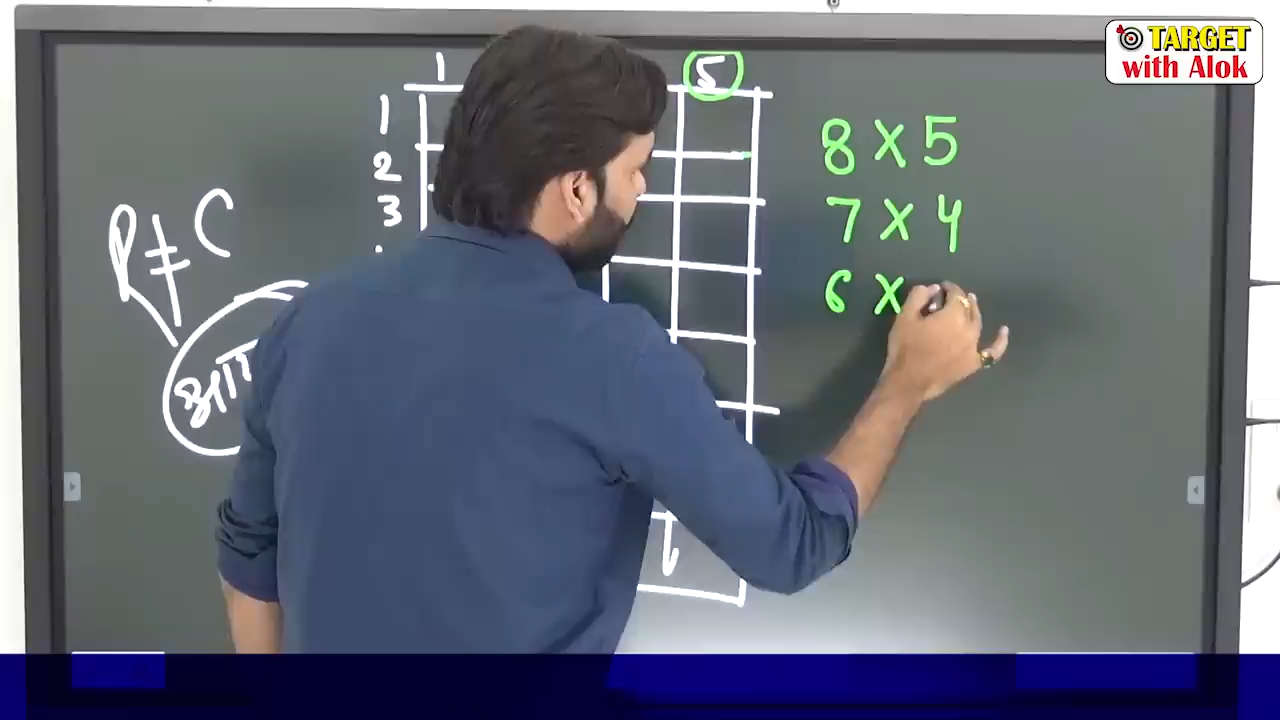 TARGET
with Alok
1 5
1
2
3
R ≠ C
8 X 5
7 X 4
6 X